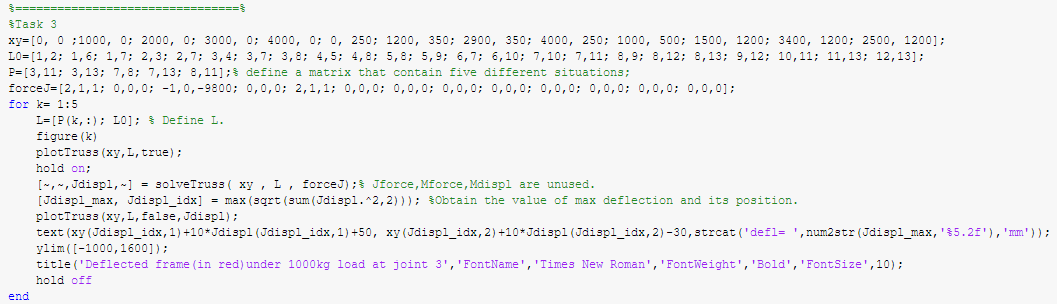 %===============================%
%Task 3
xy=[0, 0 ;1000, 0; 2000, 0; 3000, 0; 4000, 0; 0, 250; 1200, 350; 2900, 350; 4000, 250; 1000, 500; 1500, 1200; 3400, 1200; 2500, 1200];
L0=[1,2; 1,6; 1,7; 2,3; 2,7; 3,4; 3,7; 3,8; 4,5; 4,8; 5,8; 5,9; 6,7; 6,10; 7,10; 7,11; 8,9; 8,12; 8,13; 9,12; 10,11; 11,13; 12,13];
P=[3,11; 3,13; 7,8; 7,13; 8,11];% define a matrix that contain five different situations;
forceJ=[2,1,1; 0,0,0; -1,0,-9800; 0,0,0; 2,1,1; 0,0,0; 0,0,0; 0,0,0; 0,0,0; 0,0,0; 0,0,0; 0,0,0; 0,0,0];
for k= 1:5
L=[P(k,:); L0]; % Define L.
figure(k)
plotTruss(xy,L,true);
hold on;
[~,~,Jdispl,~] = solveTruss( xy , L , forceJ);% Jforce,Mforce,Mdispl are unused.
[Jdispl_max, Jdispl_idx] = max(sqrt(sum(Jdispl.^2,2))); %Obtain the value of max deflection and its position.
plotTruss(xy,L,false,Jdispl);
text(xy(Jdispl_idx,1)+10*Jdispl(Jdispl_idx,1)+50, xy(Jdispl_idx,2)+10*Jdispl(Jdispl_idx,2)-30,strcat('defl= ',num2str(Jdispl_max,'%5.2f'),'mm'));
ylim([-1000,1600]);
title('Deflected frame(in red)under 1000kg load at joint 3','FontName','Times New Roman','FontWeight','Bold','FontSize',10);
hold off
end